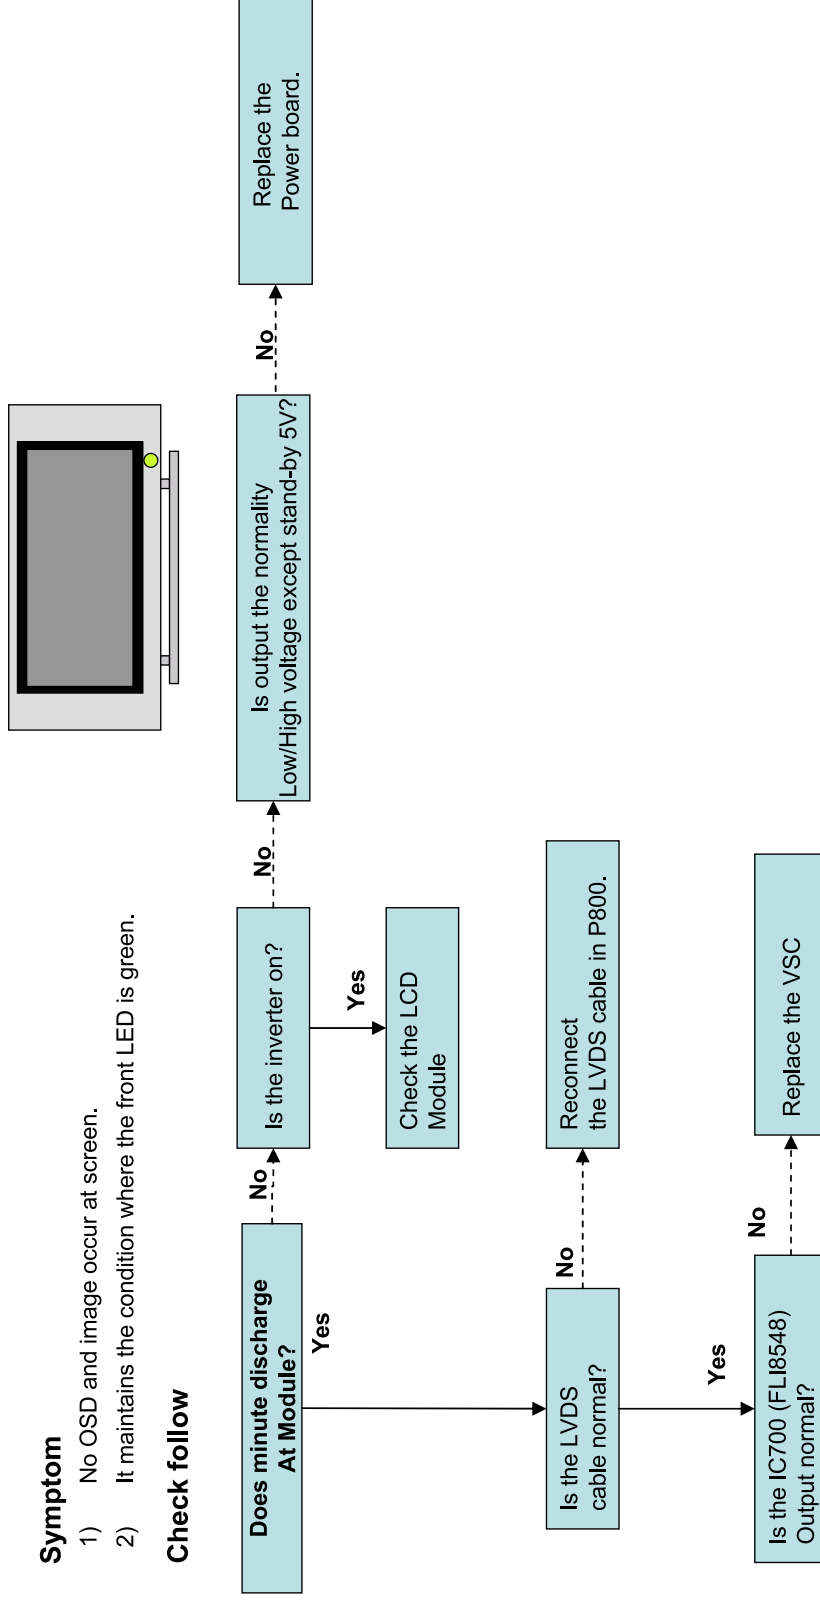 Symptom
1) No OSD and image occur at screen.
2) It maintains the condition where the front LED is green.
Check follow
Does minute discharge
At Module?
No
Is the inverter on?
No
Is output the normality
Low/High voltage except stand-by 5V?
No
Replace the
Power board.
Yes
Yes
Check the LCD
Module
Is the LVDS
cable normal?
No
Reconnect
the LVDS cable in P800.
Yes
Is the IC700 (FLI8548)
Output normal?
No
Replace the VSC